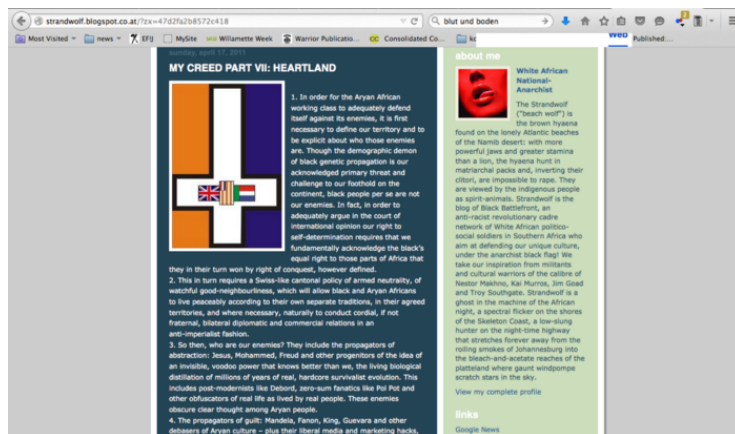 strandwolf.blogspot.co.at/?zx=47d2fa2b8572c418
blut und boden
Most Visited
news
EFIJ
MySite
Willamette Week
Warrior Publicatio...
Consolidated Co...
Web
Published:...
sunday, april 17, 2011
MY CREED PART VII: HEARTLAND
1. In order for the Aryan African
working class to adequately defend
itself against its enemies, it is first
necessary to define our territory and to
be explicit about who those enemies
are. Though the demographic demon
of black genetic propagation is our
acknowledged primary threat and
challenge to our foothold on the
continent, black people per se are not
our enemies. In fact, in order to
adequately argue in the court of
international opinion our right to
self-determination requires that we
fundamentally acknowledge the black's
equal right to those parts of Africa that
they in their turn won by right of conquest, however defined.
2. This in turn requires a Swiss-like cantonal policy of armed neutrality, of
watchful good-neighbourliness, which will allow black and Aryan Africans
to live peaceably according to their own separate traditions, in their agreed
territories, and where necessary, naturally to conduct cordial, if not
fraternal, bilateral diplomatic and commercial relations in an
anti-imperialist fashion.
3. So then, who are our enemies? They include the propagators of
abstraction: Jesus, Mohammed, Freud and other progenitors of the idea of
an invisible, voodoo power that knows better than we, the living biological
distillation of millions of years of real, hardcore survivalist evolution. This
includes post-modernists like Debord, zero-sum fanatics like Pol Pot and
other obfuscators of real life as lived by real people. These enemies
obscure clear thought among Aryan people.
4. The propagators of guilt: Mandela, Fanon, King, Guevara and other
debasers of Aryan culture – plus their liberal media and marketing hacks,
about me
White African
National-
Anarchist
The Strandwolf
("beach wolf") is
the brown hyaena
found on the lonely Atlantic beaches
of the Namib desert: with more
powerful jaws and greater stamina
than a lion, the hyaena hunt in
matriarchal packs and, inverting their
clitori, are impossible to rape. They
are viewed by the indigenous people
as spirit-animals. Strandwolf is the
blog of Black Battlefront, an
anti-racist revolutionary cadre
network of White African politico-
social soldiers in Southern Africa who
aim at defending our unique culture,
under the anarchist black flag! We
take our inspiration from militants
and cultural warriors of the calibre of
Nestor Makhno, Kai Murros, Jim Goad
and Troy Southgate. Strandwolf is a
ghost in the machine of the African
night, a spectral flicker on the shores
of the Skeleton Coast, a low-slung
hunter on the night-time highway
that stretches forever away from the
roiling smokes of Johannesburg into
the bleach-and-acetate reaches of the
platteland where gaunt windpompe
scratch stars in the sky.
View my complete profile
links
Google News